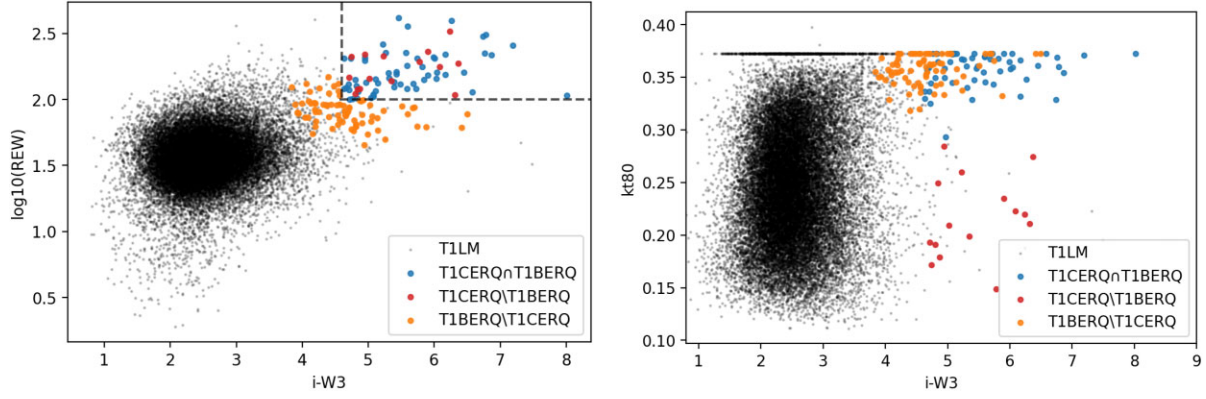 log10(REW)
2.5
2.0
1.5
1.0
0.5
T1LM
T1CERQ∩T1BERQ
T1CERQ\T1BERQ
T1BERQ\T1CERQ
1 2 3 4 5 6 7 8
i-W3
kt80
0.40
0.35
0.30
0.25
0.20
0.15
0.10
T1LM
T1CERQ∩T1BERQ
T1CERQ\T1BERQ
T1BERQ\T1CERQ
1 2 3 4 5 6 7 8 9
i-W3